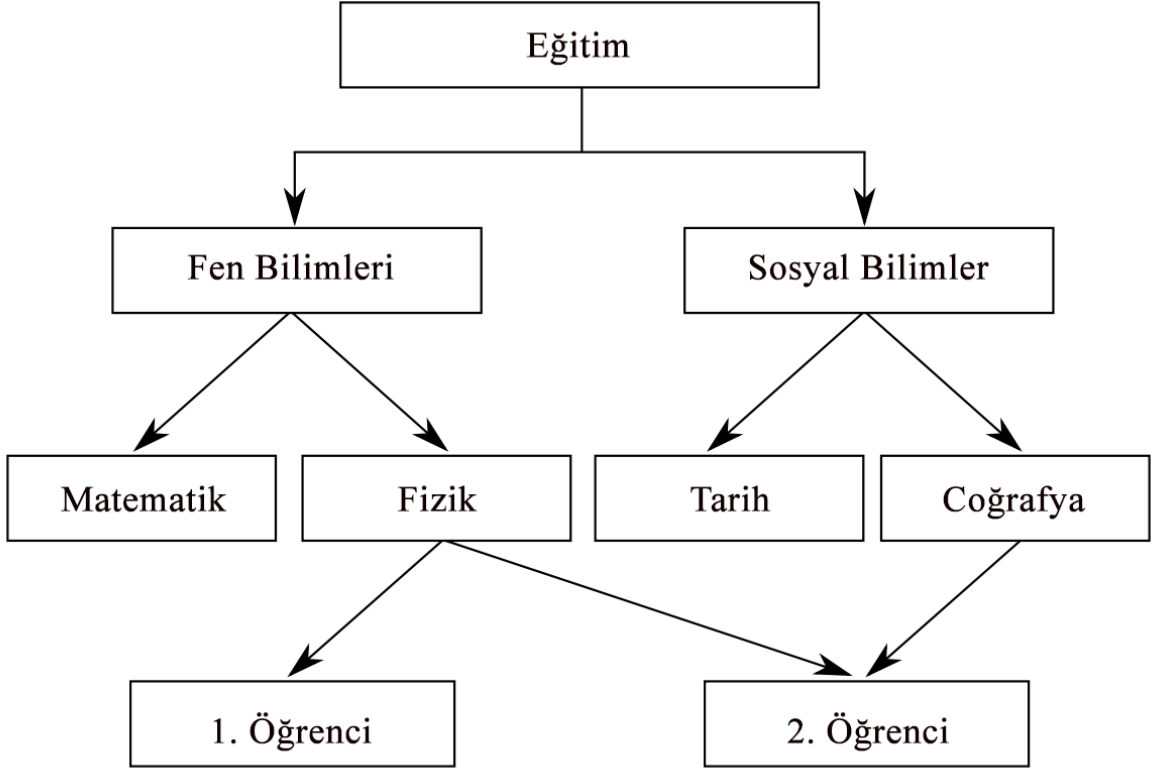 Eğitim
Fen Bilimleri
Sosyal Bilimler
Matematik
Fizik
Tarih
Coğrafya
1. Öğrenci
2. Öğrenci